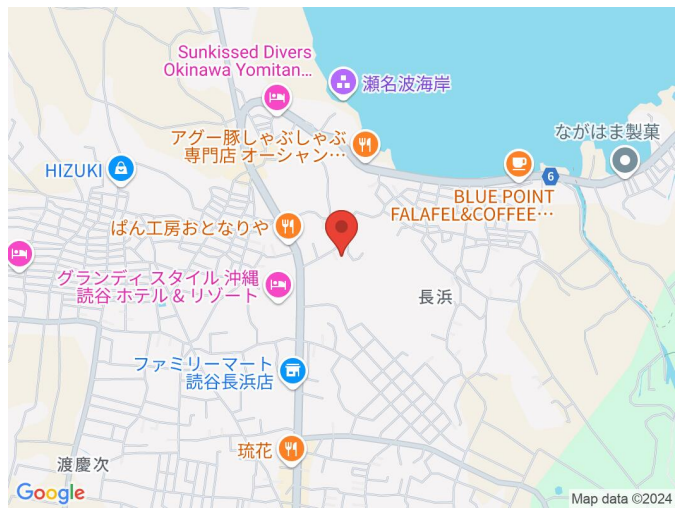 Sunkissed Divers
Okinawa Yomitan...
瀬名波海岸
アグー豚しゃぶしゃぶ
専門店 オーシャン…
ながはま製菓
HIZUKI
6
BLUE POINT
FALAFEL&COFFEE…
ぱん工房おとなりや
グランディ スタイル 沖縄
読谷 ホテル & リゾート
長浜
ファミリーマート
読谷長浜店
琉花
渡慶次
Google
Map data ©2024